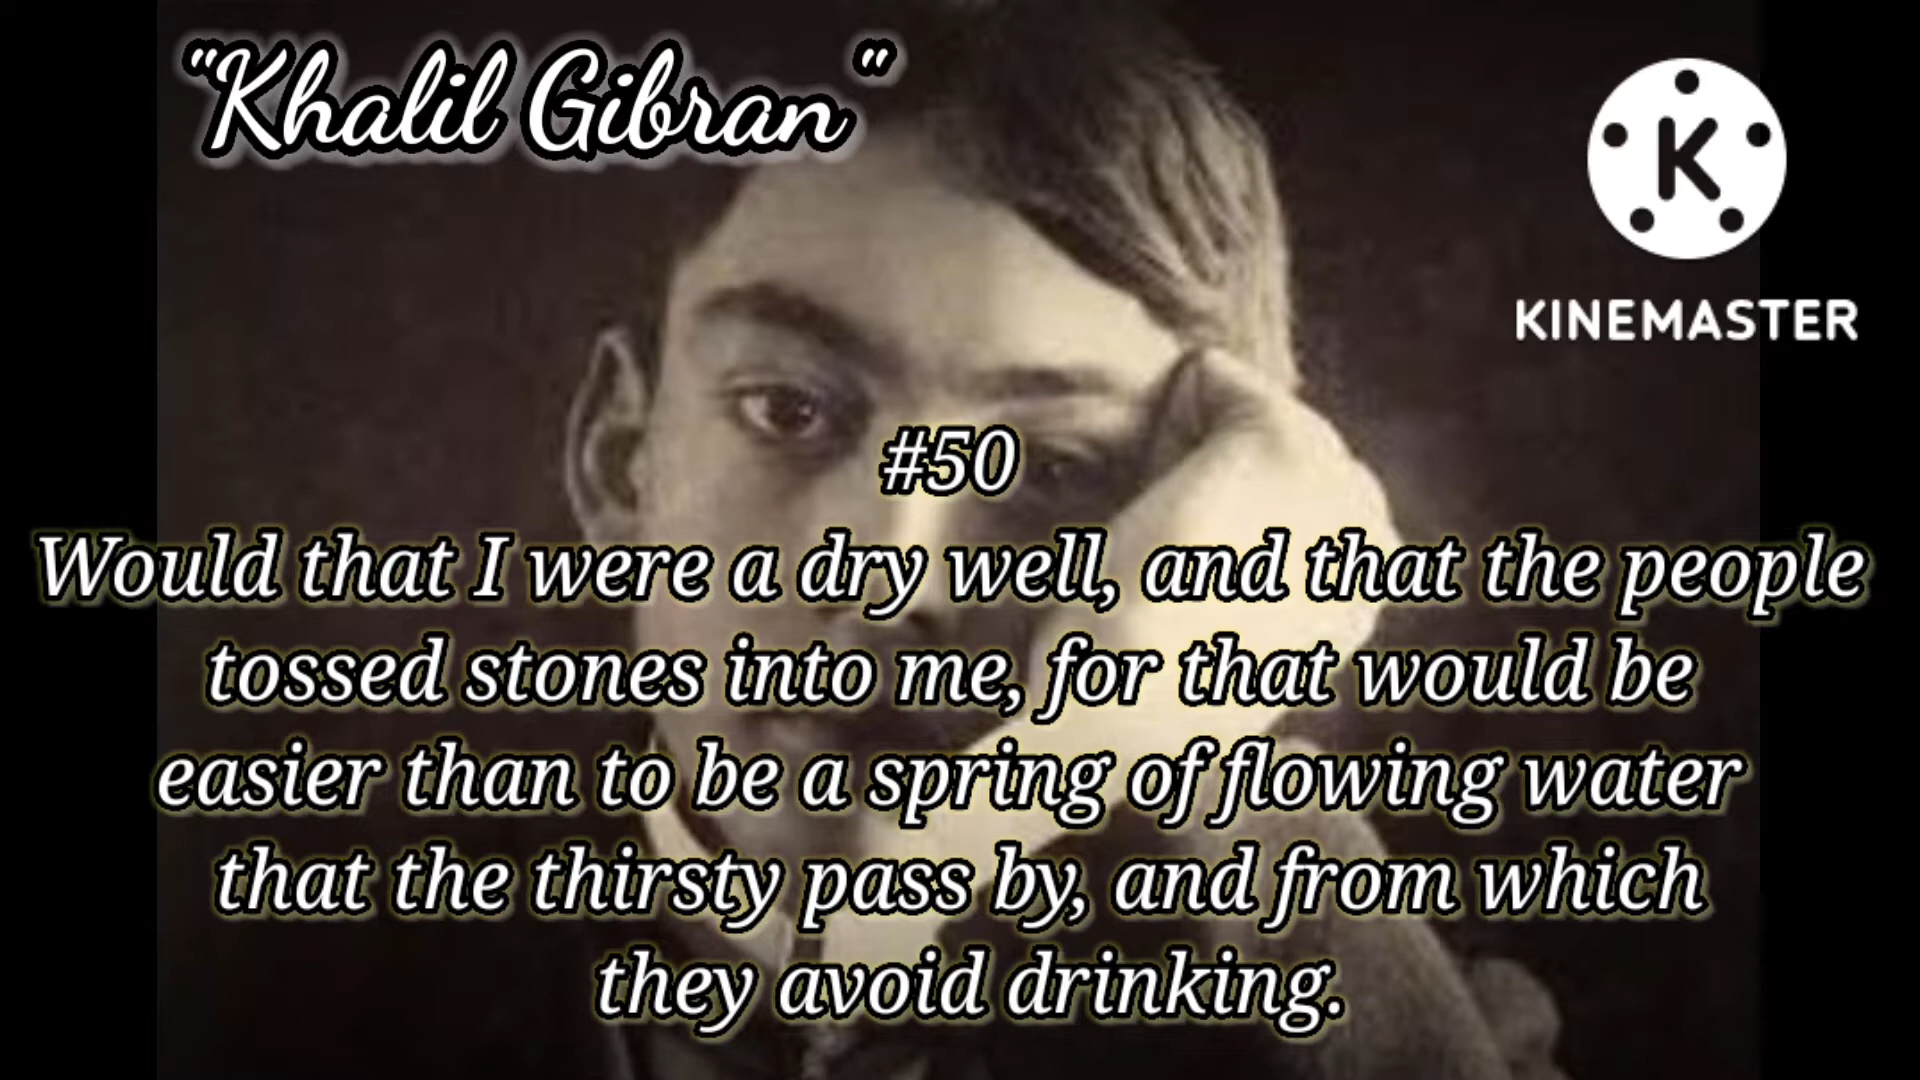 "Khalil Gibran"
K
KINEMASTER
#50
Would that I were a dry well, and that the people
tossed stones into me, for that would be
easier than to be a spring of flowing water
that the thirsty pass by, and from which
they avoid drinking.